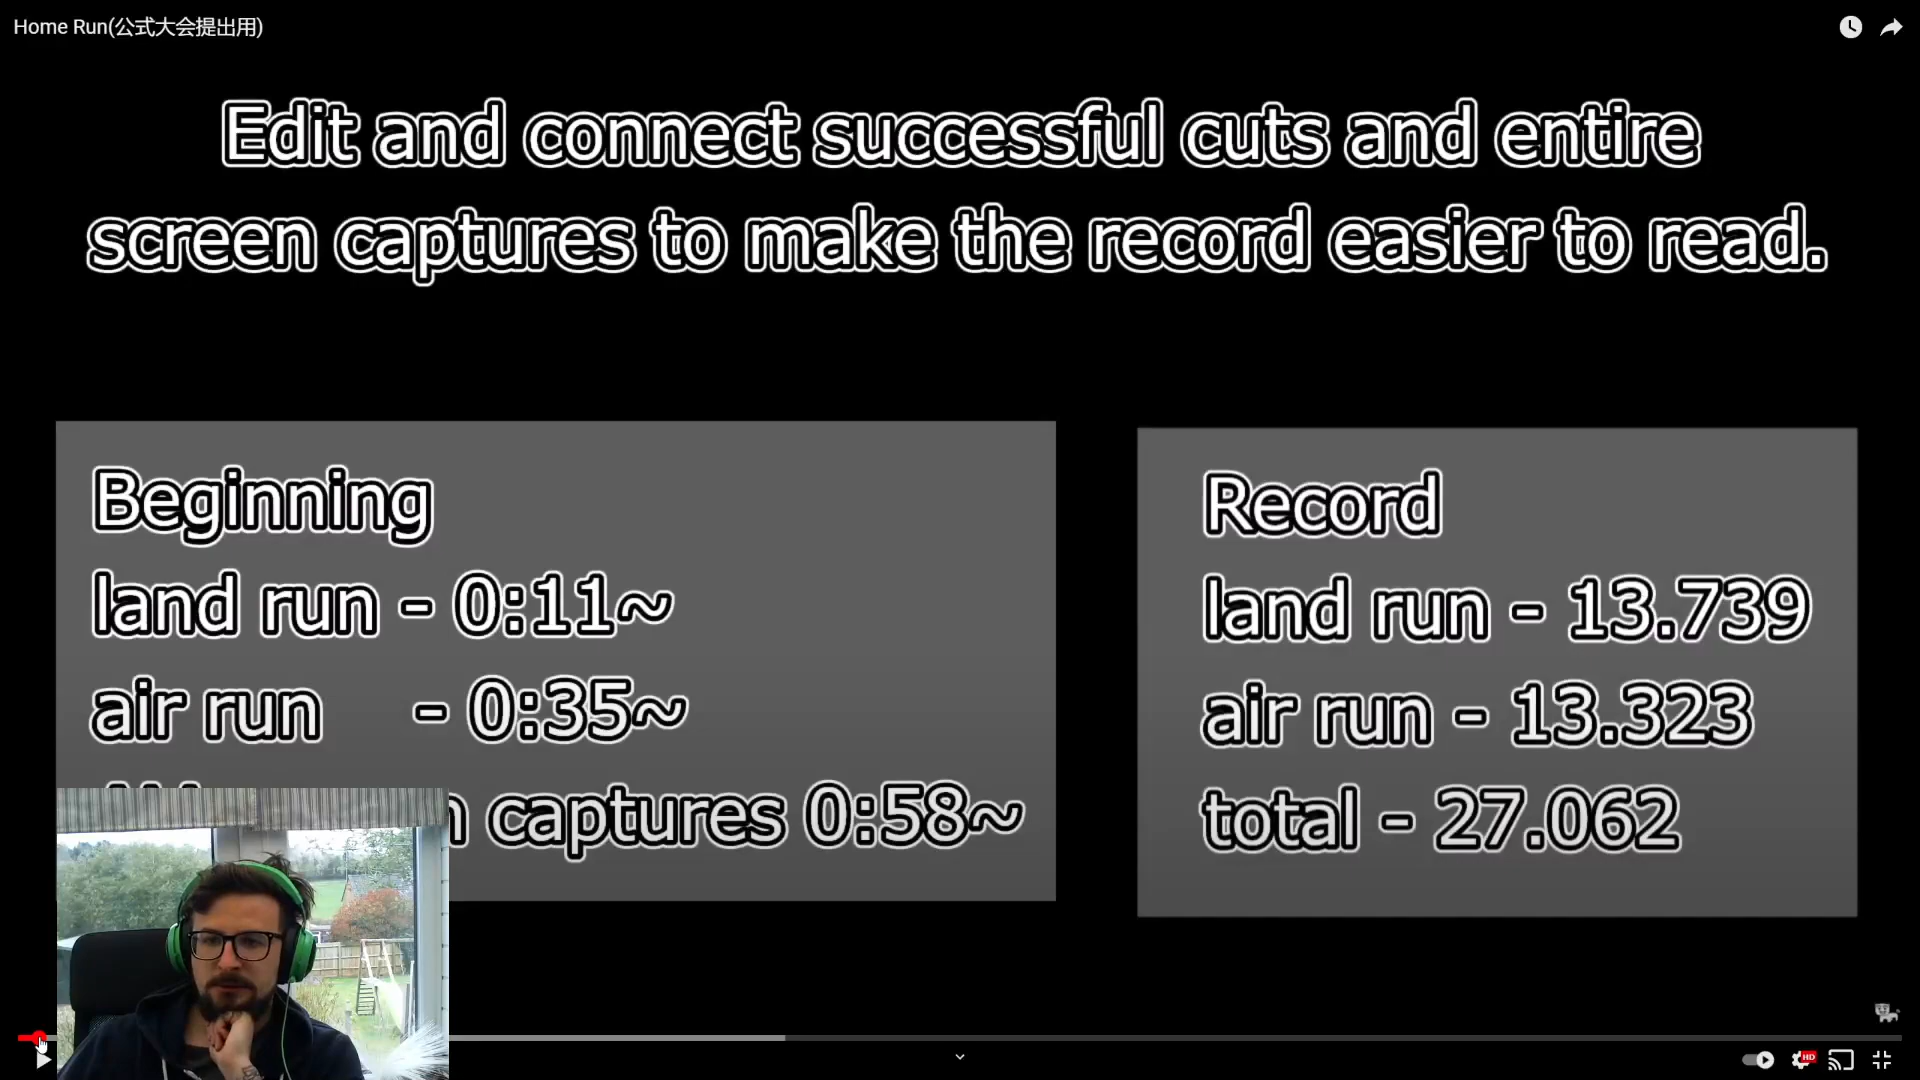 Home Run(公式大会提出用)
Edit and connect successful cuts and entire
screen captures to make the record easier to read.
Beginning
land run - 0:11~
air run - 0:35~
captures 0:58~
Record
land run - 13.739
air run - 13.323
total - 27.062
HD